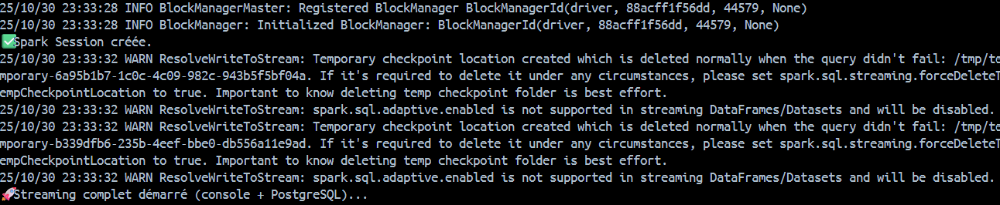 25/10/30 23:33:28 INFO BlockManagerMaster: Registered BlockManager BlockManagerId(driver, 88acff1f56dd, 44579, None)
25/10/30 23:33:28 INFO BlockManager: Initialized BlockManager: BlockManagerId(driver, 88acff1f56dd, 44579, None)
✅Spark Session créée.
25/10/30 23:33:32 WARN ResolveWriteToStream: Temporary checkpoint location created which is deleted normally when the query didn't fail: /tmp/te
mporary-6a95b1b7-1c0c-4c09-982c-943b5f5bf04a. If it's required to delete it under any circumstances, please set spark.sql.streaming.forceDeleteT
empCheckpointLocation to true. Important to know deleting temp checkpoint folder is best effort.
25/10/30 23:33:32 WARN ResolveWriteToStream: spark.sql.adaptive.enabled is not supported in streaming DataFrames/Datasets and will be disabled.
25/10/30 23:33:32 WARN ResolveWriteToStream: Temporary checkpoint location created which is deleted normally when the query didn't fail: /tmp/te
mporary-b339dfb6-235b-4eef-bbe0-db556a11e9ad. If it's required to delete it under any circumstances, please set spark.sql.streaming.forceDeleteT
empCheckpointLocation to true. Important to know deleting temp checkpoint folder is best effort.
25/10/30 23:33:32 WARN ResolveWriteToStream: spark.sql.adaptive.enabled is not supported in streaming DataFrames/Datasets and will be disabled.
🚀Streaming complet démarré (console + PostgreSQL)...